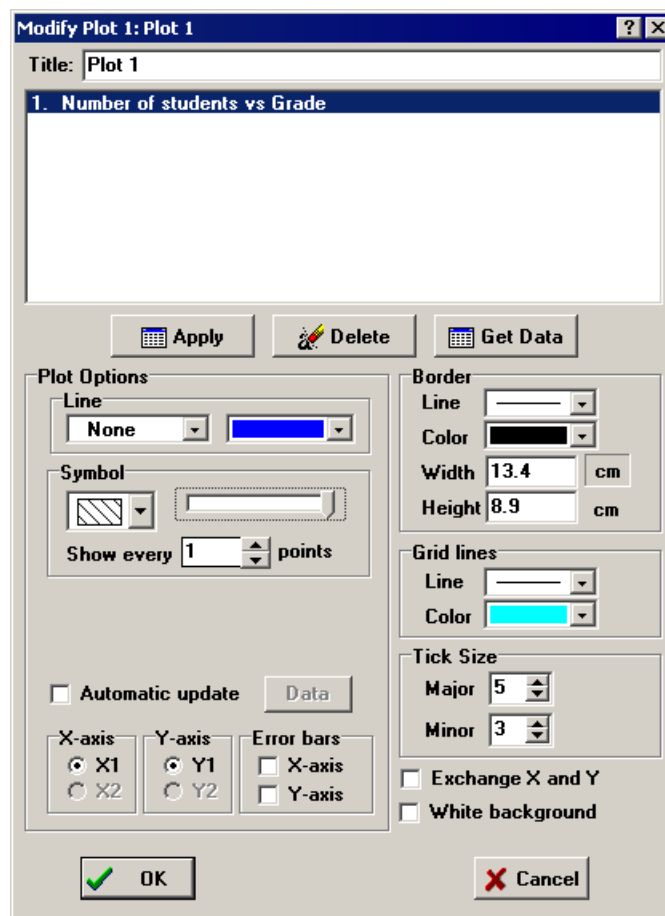 Modify Plot 1: Plot 1
Title: Plot 1
1. Number of students vs Grade
Apply Delete Get Data
Plot Options
Line
None
Symbol
Show every 1 points
Automatic update Data
X-axis Y-axis Error bars
X1 Y1 X-axis
X2 Y2 Y-axis
Border
Line
Color
Width 13.4 cm
Height 8.9 cm
Grid lines
Line
Color
Tick Size
Major 5
Minor 3
Exchange X and Y
White background
OK Cancel